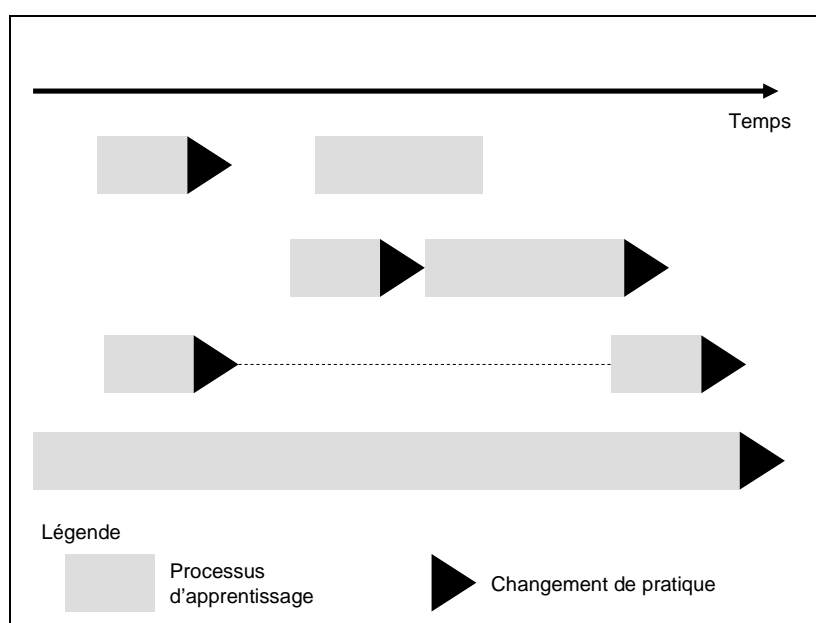 Temps
Légende
Processus
d'apprentissage
Changement de pratique